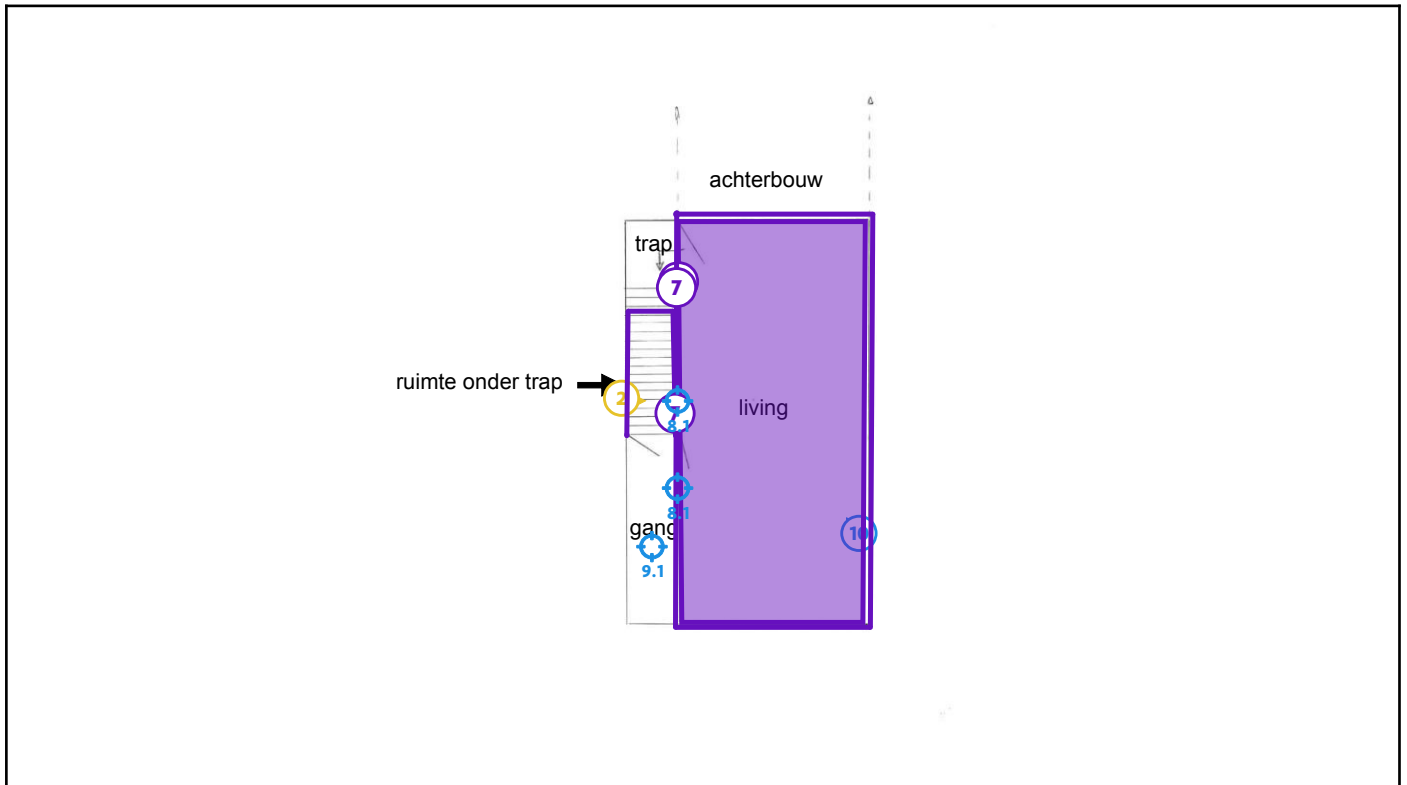 achterbouw
trap
7
ruimte onder trap
2
living
7
8.1
8.1
gang
10
9.1